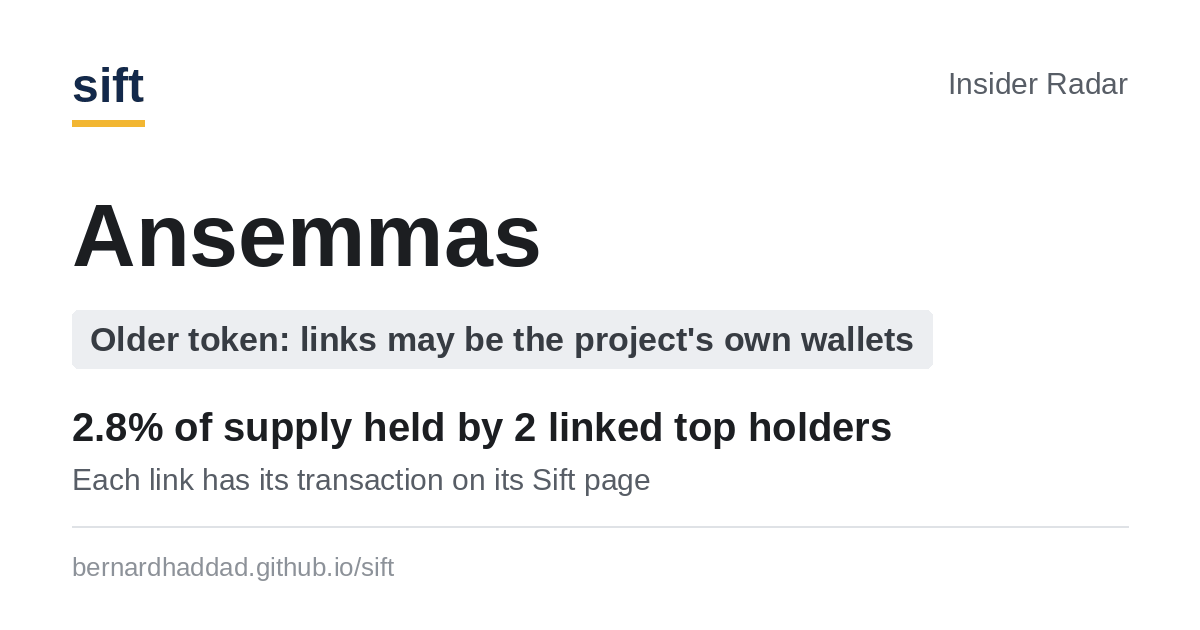 sift
Insider Radar
Ansemmas
Older token: links may be the project's own wallets
2.8% of supply held by 2 linked top holders
Each link has its transaction on its Sift page
bernardhaddad.github.io/sift